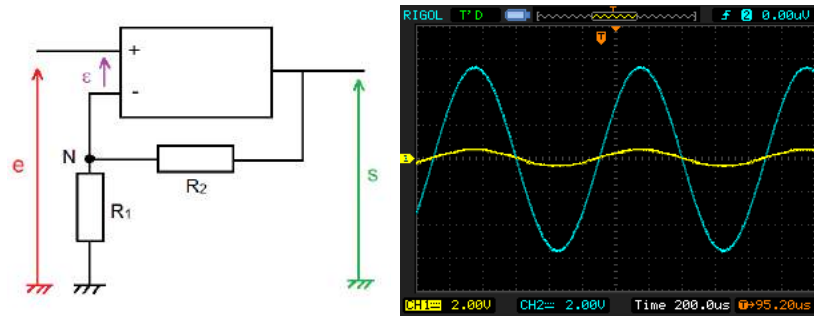 +
ε
-
e
N
R₂
s
R₁
RIGOL T'D T f 2 0.00uV
T
1
CH1 2.00V CH2 2.00V Time 200.0us T→95.20us